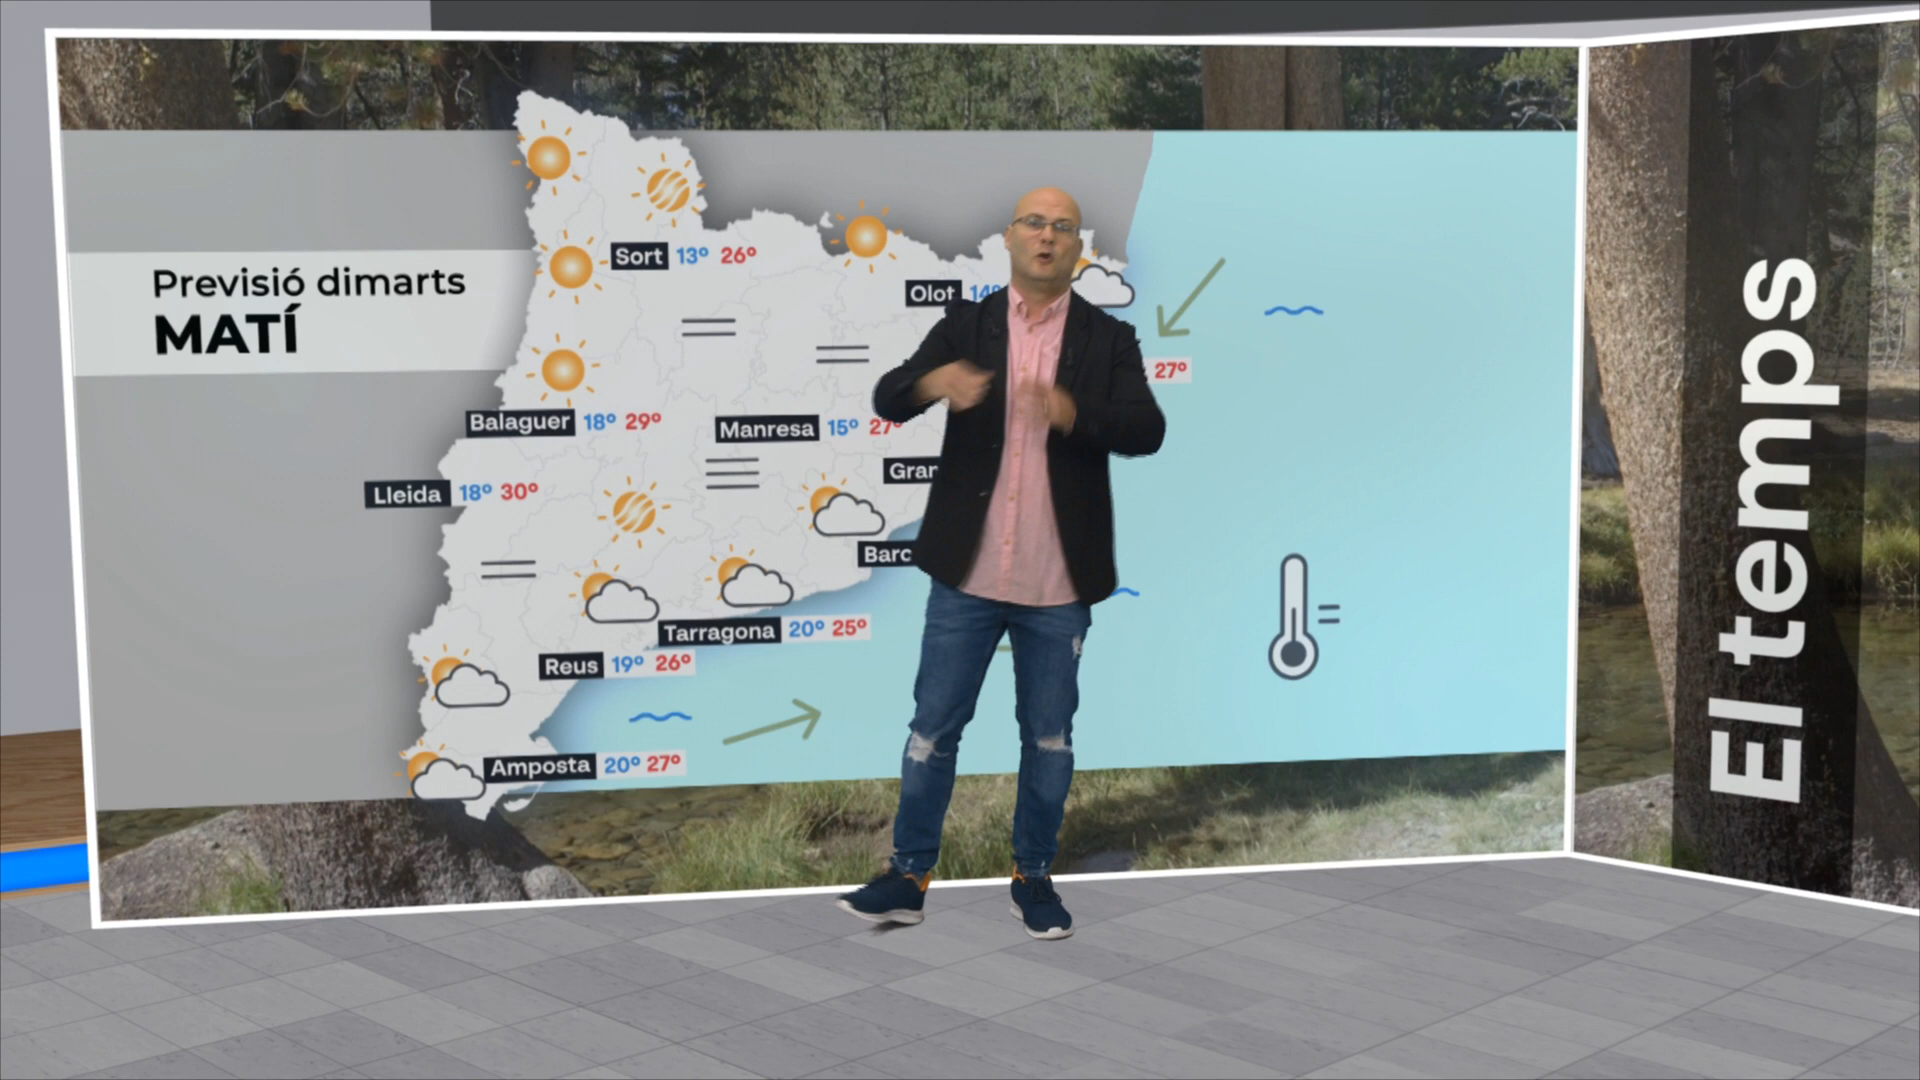 Previsió dimarts
MATÍ
Sort 13º 26º
Olot
Balaguer 18º 29º
Manresa 15º 27º
27º
Lleida 18º 30º
Tarragona 20º 25º
Reus 19º 26º
Amposta 20º 27º
El temps